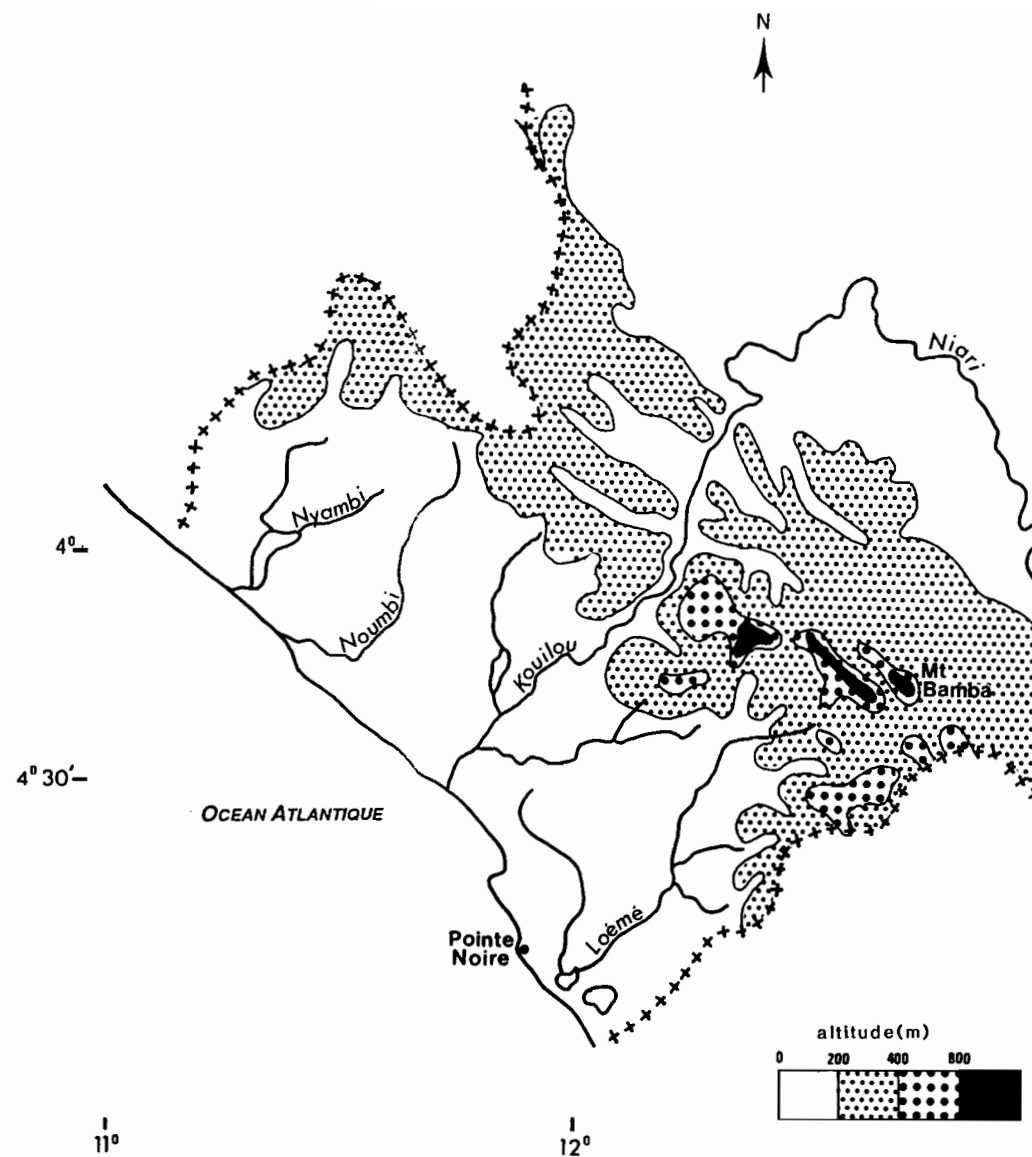 N
Niari
Nyambi
4°
Noumbi
Kouilou
Mt
Bamba
4° 30'
OCEAN ATLANTIQUE
Pointe
Noire
Loémé
altitude(m)
0 200 400 800
11° 12°